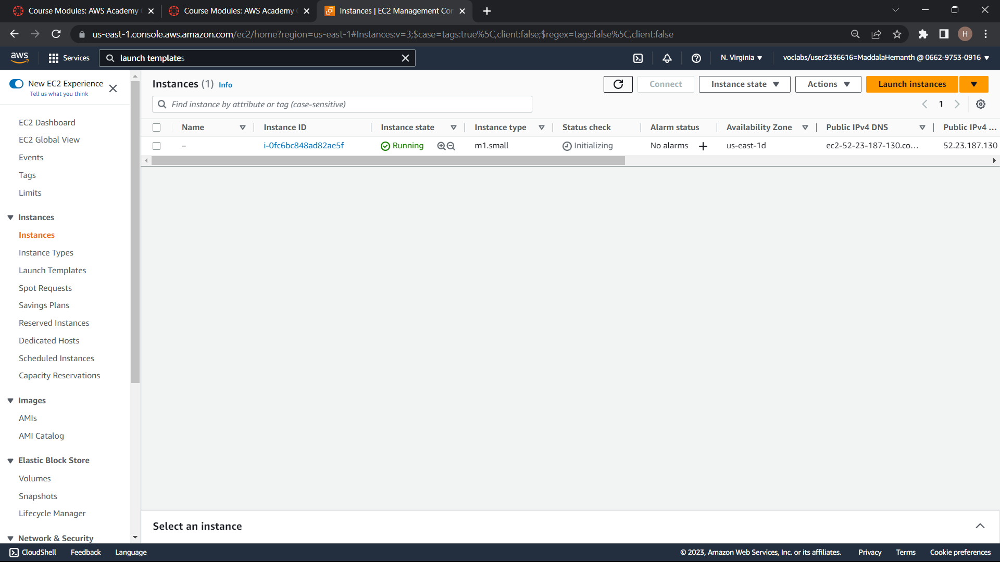 Course Modules: AWS Academy
Course Modules: AWS Academy
Instances | EC2 Management Con
us-east-1.console.aws.amazon.com/ec2/home?region=us-east-1#Instances:v=3;$case=tags:true%5C,client:false;$regex=tags:false%5C,client:false
H
aws
Services
launch templates
N. Virginia
voclabs/user2336616=MaddalaHemanth @ 0662-9753-0916
New EC2 Experience
Tell us what you think
EC2 Dashboard
EC2 Global View
Events
Tags
Limits
Instances
Instances
Instance Types
Launch Templates
Spot Requests
Savings Plans
Reserved Instances
Dedicated Hosts
Scheduled Instances
Capacity Reservations
Images
AMIs
AMI Catalog
Elastic Block Store
Volumes
Snapshots
Lifecycle Manager
Network & Security
Instances (1) Info
Connect
Instance state
Actions
Launch instances
Find instance by attribute or tag (case-sensitive)
1
Name Instance ID Instance state Instance type Status check Alarm status Availability Zone Public IPv4 DNS Public IPv4 ...
– i-0fc6bc848ad82ae5f Running m1.small Initializing No alarms + us-east-1d ec2-52-23-187-130.co... 52.23.187.130
Select an instance
CloudShell Feedback Language © 2023, Amazon Web Services, Inc. or its affiliates. Privacy Terms Cookie preferences